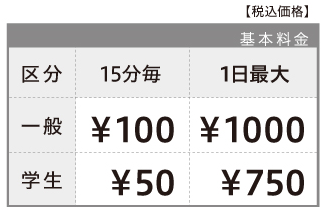 【税込価格】
基本料金
区分 15分毎 1日最大
一般 ¥100 ¥1000
学生 ¥50 ¥750